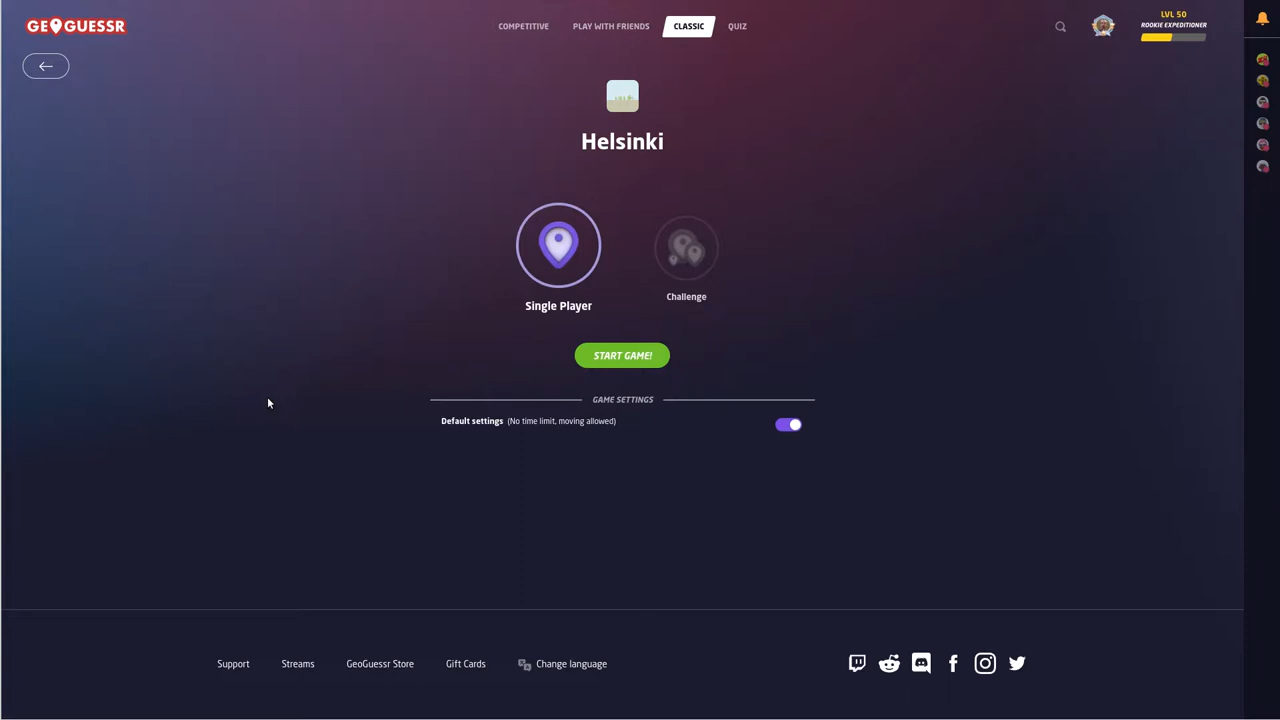 GEOGUESSR
COMPETITIVE
PLAY WITH FRIENDS
CLASSIC
QUIZ
LVL 50
ROOKIE EXPEDITIONER
Helsinki
Single Player
Challenge
START GAME!
GAME SETTINGS
Default settings (No time limit, moving allowed)
Support
Streams
GeoGuessr Store
Gift Cards
Change language